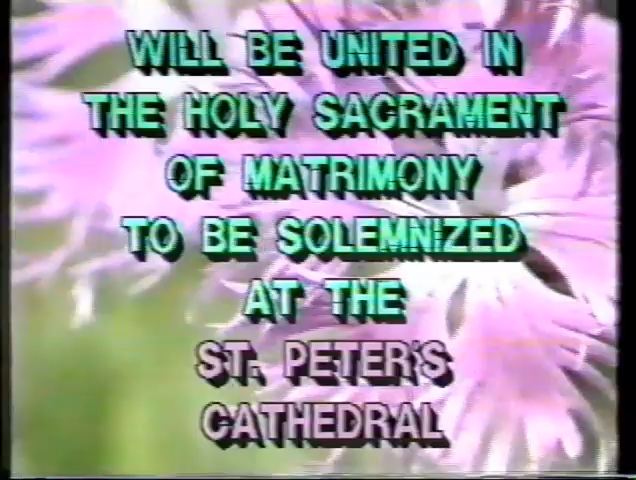 WILL BE UNITED IN
THE HOLY SACRAMENT
OF MATRIMONY
TO BE SOLEMNIZED
AT THE
ST. PETER'S
CATHEDRAL